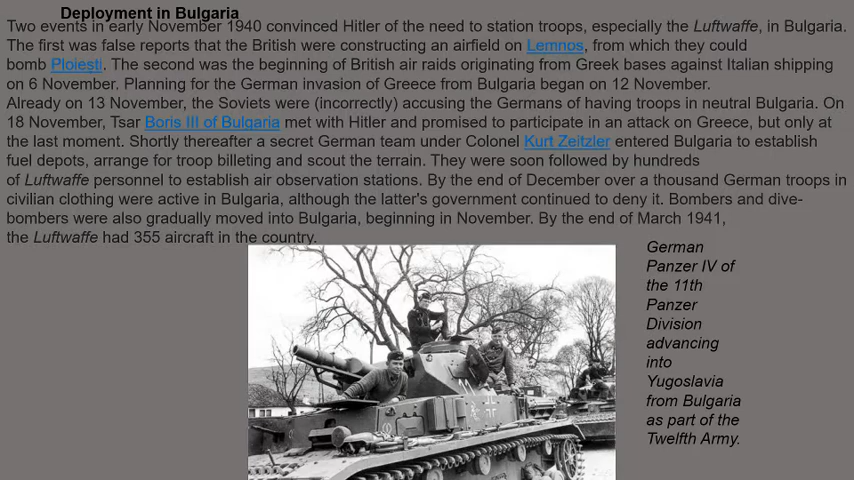 Deployment in Bulgaria
Two events in early November 1940 convinced Hitler of the need to station troops, especially the Luftwaffe, in Bulgaria.
The first was false reports that the British were constructing an airfield on Lemnos, from which they could
bomb Ploiești. The second was the beginning of British air raids originating from Greek bases against Italian shipping
on 6 November. Planning for the German invasion of Greece from Bulgaria began on 12 November.
Already on 13 November, the Soviets were (incorrectly) accusing the Germans of having troops in neutral Bulgaria. On
18 November, Tsar Boris III of Bulgaria met with Hitler and promised to participate in an attack on Greece, but only at
the last moment. Shortly thereafter a secret German team under Colonel Kurt Zeitzler entered Bulgaria to establish
fuel depots, arrange for troop billeting and scout the terrain. They were soon followed by hundreds
of Luftwaffe personnel to establish air observation stations. By the end of December over a thousand German troops in
civilian clothing were active in Bulgaria, although the latter's government continued to deny it. Bombers and dive-
bombers were also gradually moved into Bulgaria, beginning in November. By the end of March 1941,
the Luftwaffe had 355 aircraft in the country.
German
Panzer IV of
the 11th
Panzer
Division
advancing
into
Yugoslavia
from Bulgaria
as part of the
Twelfth Army.